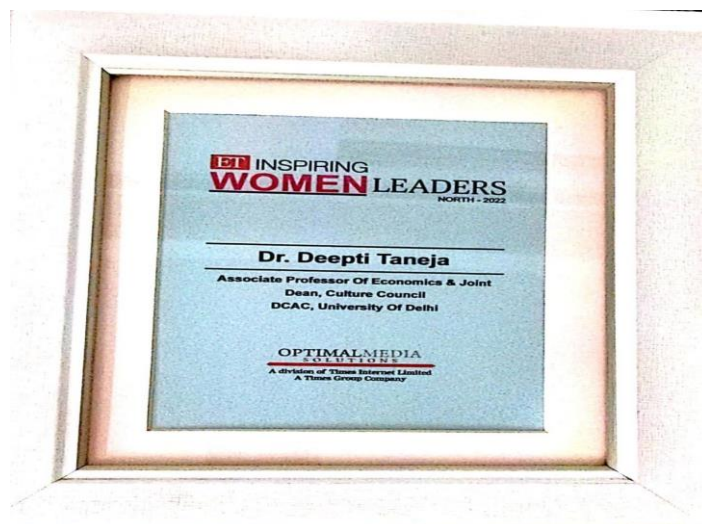 ET INSPIRING
WOMEN LEADERS
NORTH - 2022
Dr. Deepti Taneja
Associate Professor Of Economics & Joint
Dean, Culture Council
DCAC, University Of Delhi
OPTIMALMEDIA
SOLUTIONS
A division of Times Internet Limited
A Times Group Company